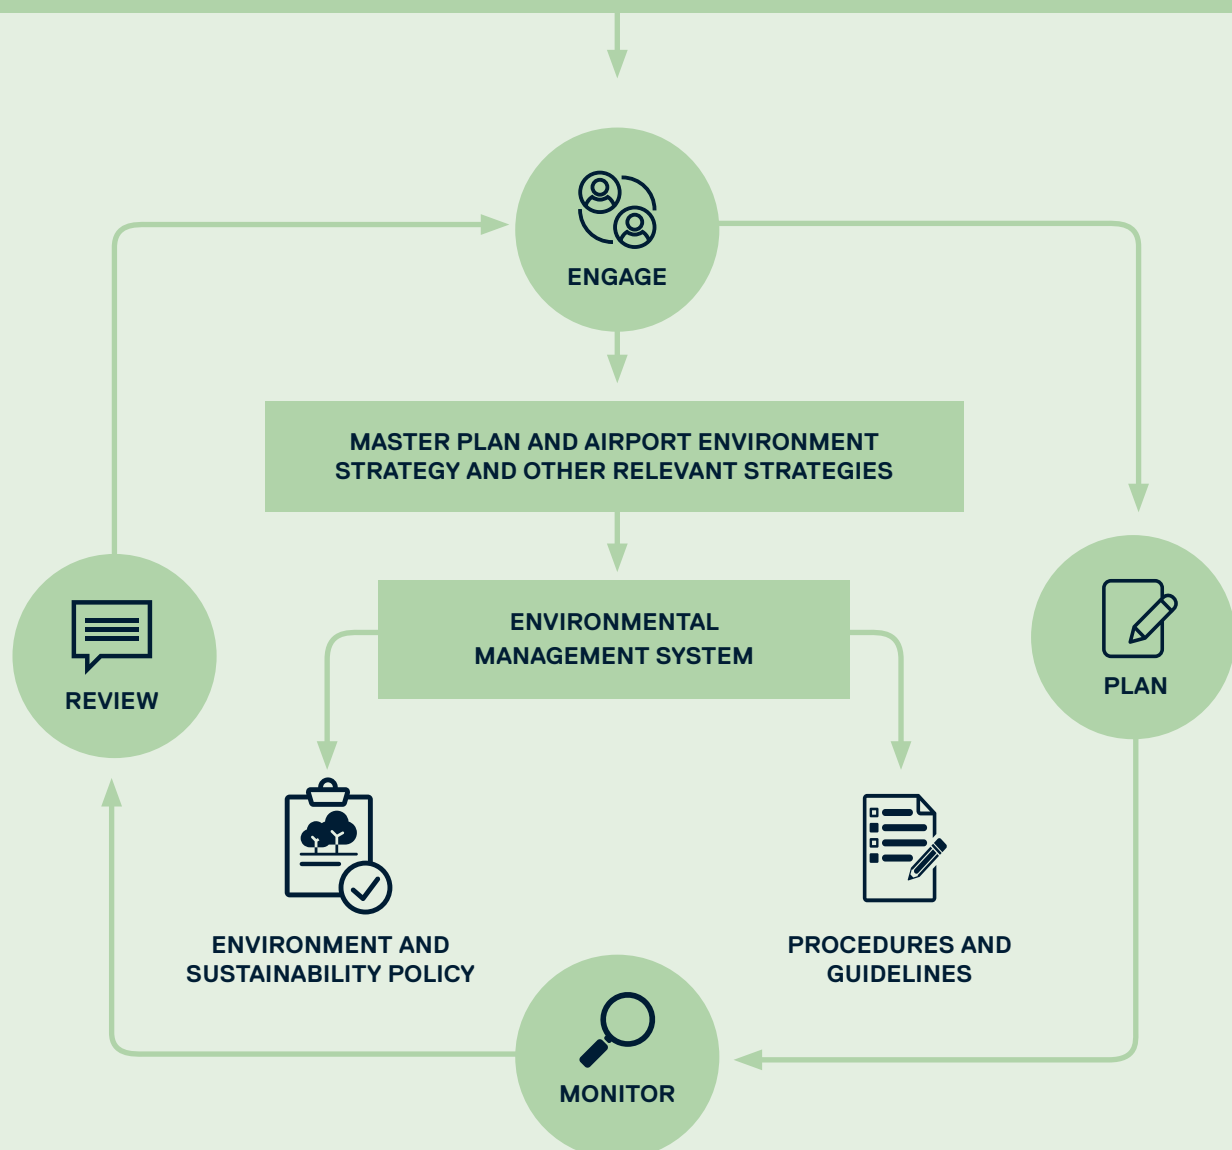 ENGAGE
MASTER PLAN AND AIRPORT ENVIRONMENT
STRATEGY AND OTHER RELEVANT STRATEGIES
ENVIRONMENTAL
MANAGEMENT SYSTEM
REVIEW
PLAN
ENVIRONMENT AND
SUSTAINABILITY POLICY
PROCEDURES AND
GUIDELINES
MONITOR